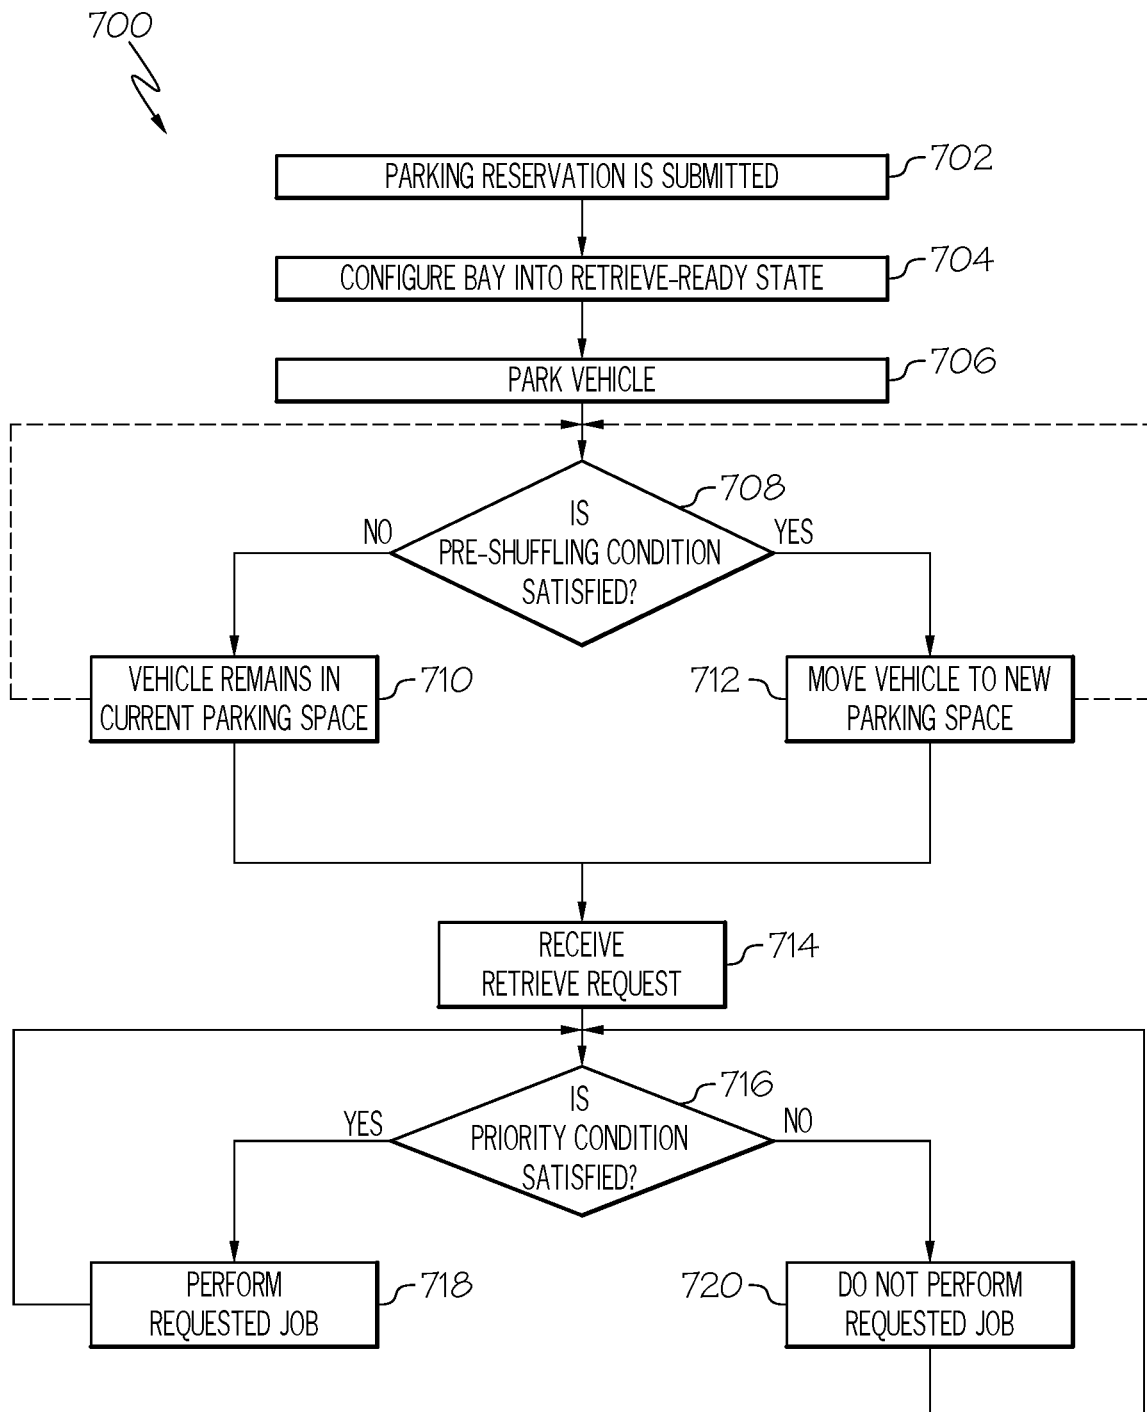 700
PARKING RESERVATION IS SUBMITTED
702
CONFIGURE BAY INTO RETRIEVE-READY STATE
704
PARK VEHICLE
706
IS
PRE-SHUFFLING CONDITION
SATISFIED?
708
NO
YES
VEHICLE REMAINS IN
CURRENT PARKING SPACE
710
712
MOVE VEHICLE TO NEW
PARKING SPACE
RECEIVE
RETRIEVE REQUEST
714
IS
PRIORITY CONDITION
SATISFIED?
716
YES
NO
PERFORM
REQUESTED JOB
718
720
DO NOT PERFORM
REQUESTED JOB